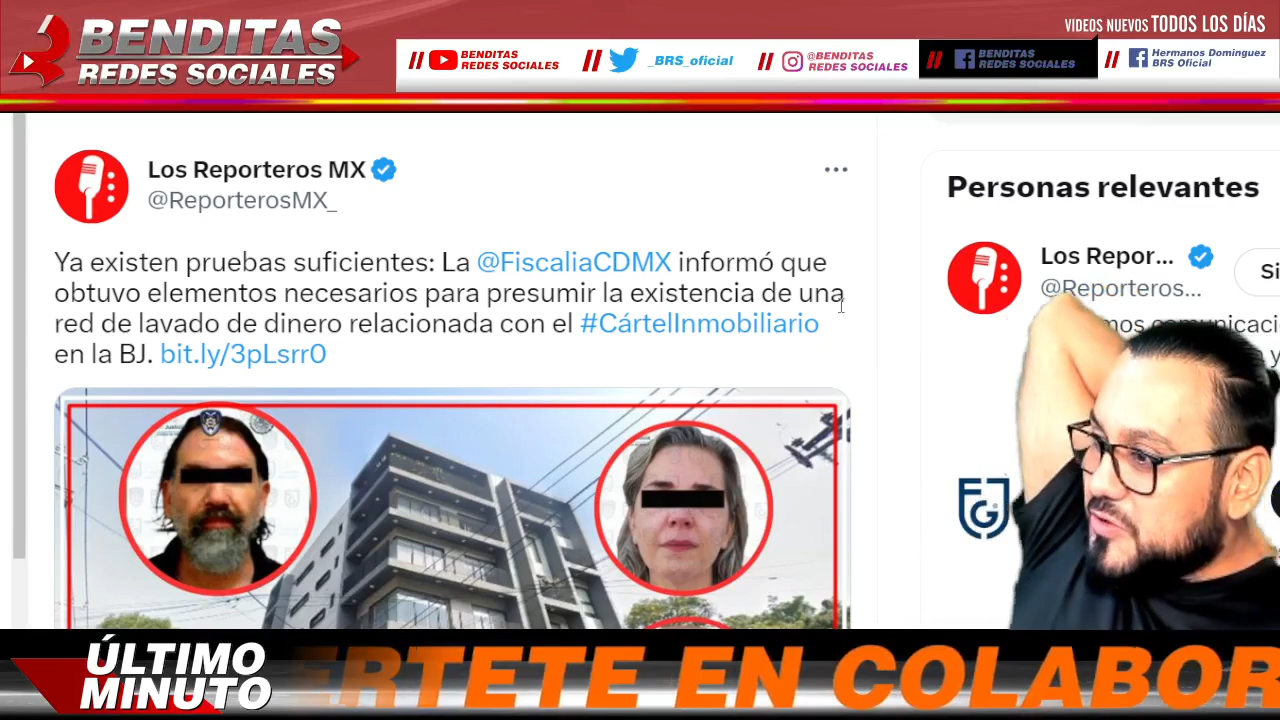 BENDITAS
REDES SOCIALES
VIDEOS NUEVOS TODOS LOS DÍAS
BENDITAS
REDES SOCIALES
_BRS_oficial
@BENDITAS
REDES SOCIALES
BENDITAS
REDES SOCIALES
Hermanos Dominguez
BRS Oficial
Los Reporteros MX
@ReporterosMX_
Ya existen pruebas suficientes: La @FiscaliaCDMX informó que
obtuvo elementos necesarios para presumir la existencia de una
red de lavado de dinero relacionada con el #CártelInmobiliario
en la BJ. bit.ly/3pLsrr0
Personas relevantes
Los Repor...
@Reporteros...
Si
ÚLTIMO
MINUTO
ERTETE EN COLABOR